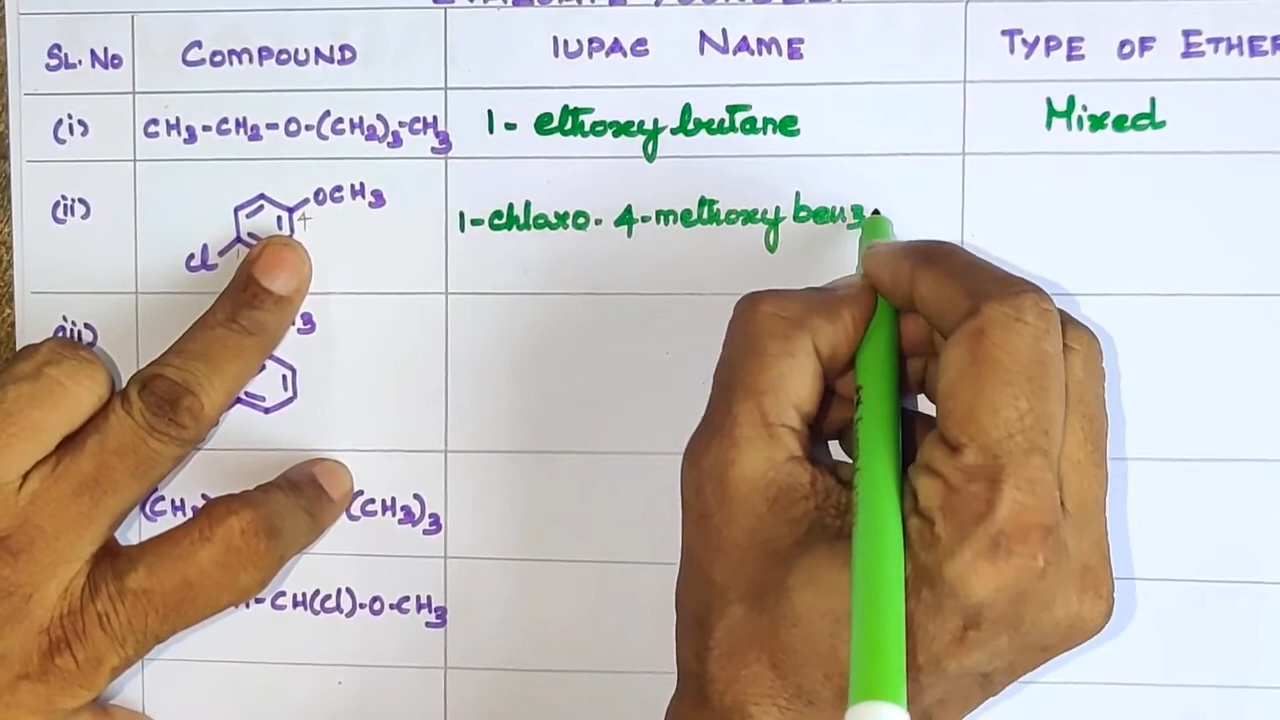 SL. No COMPOUND IUPAC NAME TYPE OF ETHER
(i) CH3-CH2-O-(CH2)3-CH3 1- ethoxy butane Mixed
(ii) OCH3 4 Cl 1-chloro- 4-methoxy benz
3
(CH3)3
-CH(Cl)-O-CH3